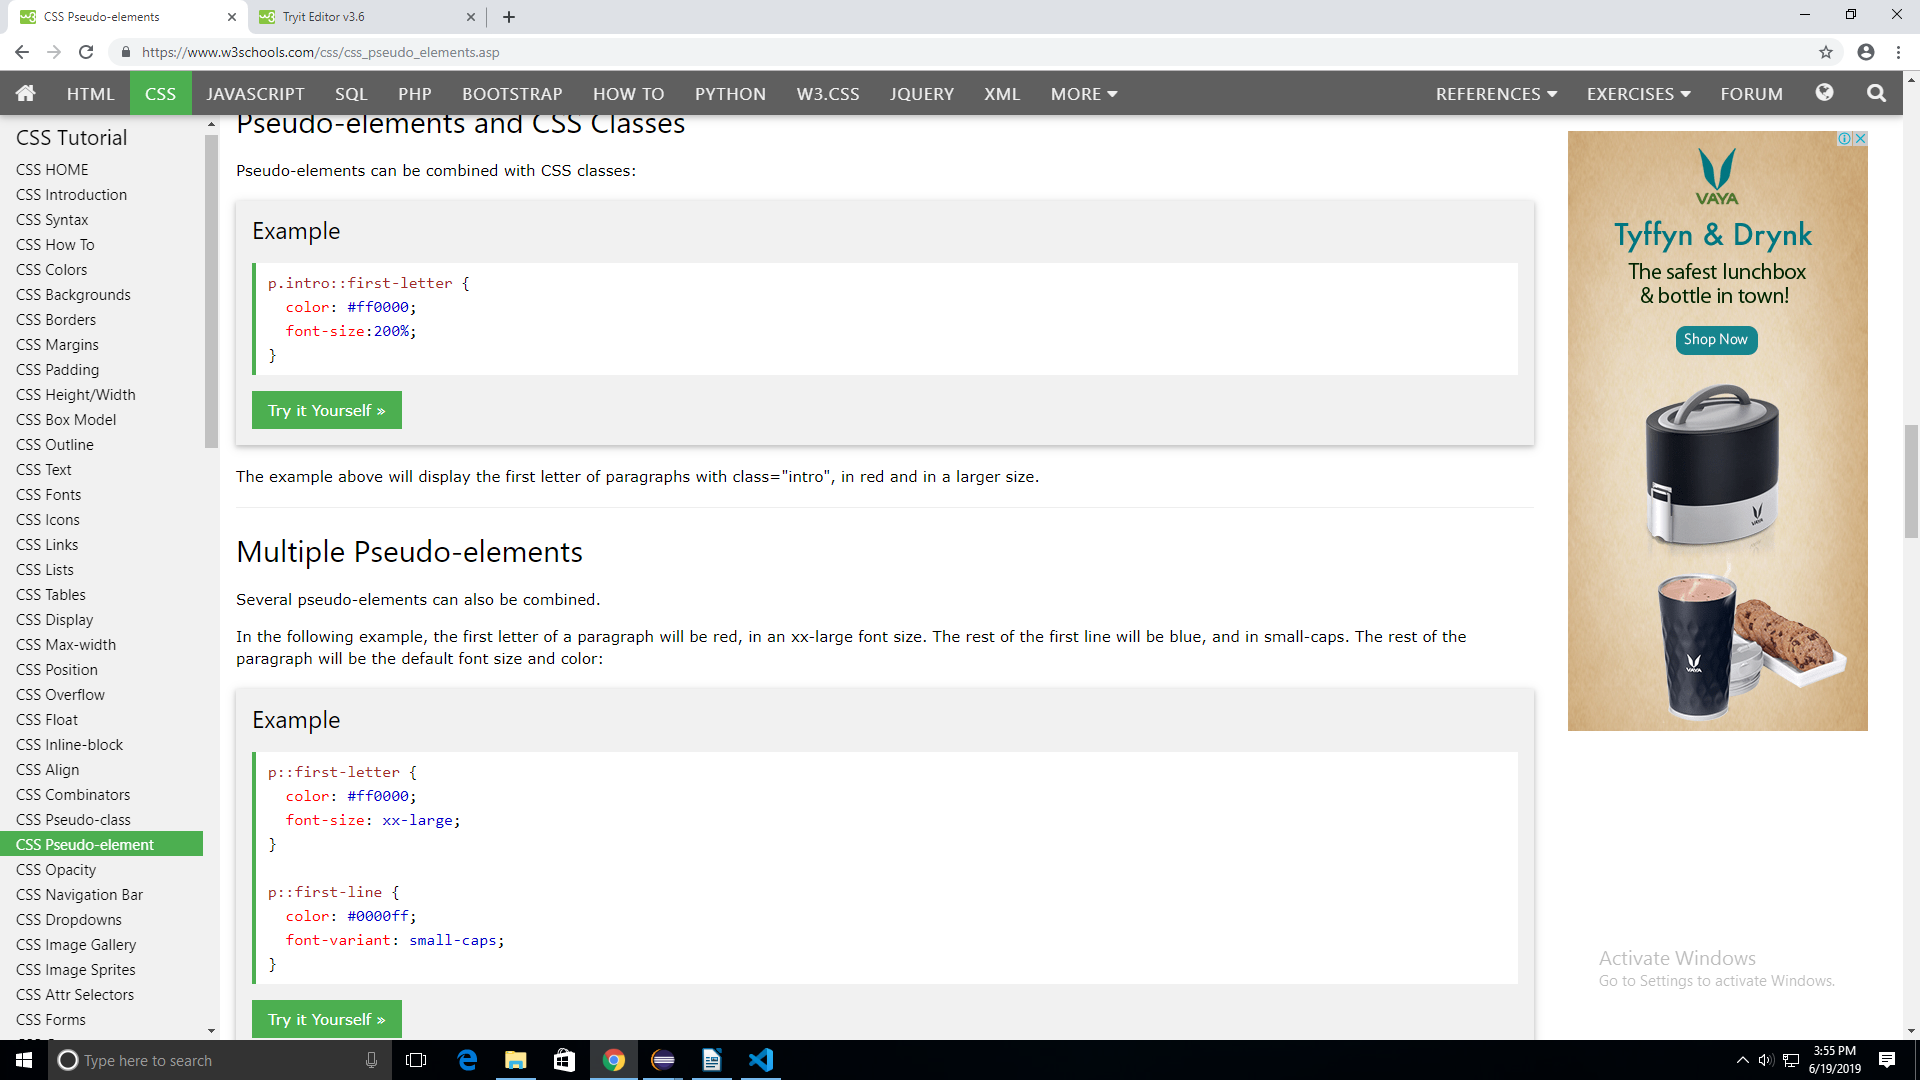 CSS Pseudo-elements
Tryit Editor v3.6
https://www.w3schools.com/css/css_pseudo_elements.asp
HTML CSS JAVASCRIPT SQL PHP BOOTSTRAP HOW TO PYTHON W3.CSS JQUERY XML MORE REFERENCES EXERCISES FORUM
CSS Tutorial
CSS HOME
CSS Introduction
CSS Syntax
CSS How To
CSS Colors
CSS Backgrounds
CSS Borders
CSS Margins
CSS Padding
CSS Height/Width
CSS Box Model
CSS Outline
CSS Text
CSS Fonts
CSS Icons
CSS Links
CSS Lists
CSS Tables
CSS Display
CSS Max-width
CSS Position
CSS Overflow
CSS Float
CSS Inline-block
CSS Align
CSS Combinators
CSS Pseudo-class
CSS Pseudo-element
CSS Opacity
CSS Navigation Bar
CSS Dropdowns
CSS Image Gallery
CSS Image Sprites
CSS Attr Selectors
CSS Forms
Pseudo-elements and CSS Classes
Pseudo-elements can be combined with CSS classes:
Example
p.intro::first-letter {
color: #ff0000;
font-size:200%;
}
Try it Yourself »
The example above will display the first letter of paragraphs with class="intro", in red and in a larger size.
Multiple Pseudo-elements
Several pseudo-elements can also be combined.
In the following example, the first letter of a paragraph will be red, in an xx-large font size. The rest of the first line will be blue, and in small-caps. The rest of the
paragraph will be the default font size and color:
Example
p::first-letter {
color: #ff0000;
font-size: xx-large;
}
p::first-line {
color: #0000ff;
font-variant: small-caps;
}
Try it Yourself »
VAYA
Tyffyn & Drynk
The safest lunchbox
& bottle in town!
Shop Now
VAYA
Activate Windows
Go to Settings to activate Windows.
Type here to search
3:55 PM
6/19/2019